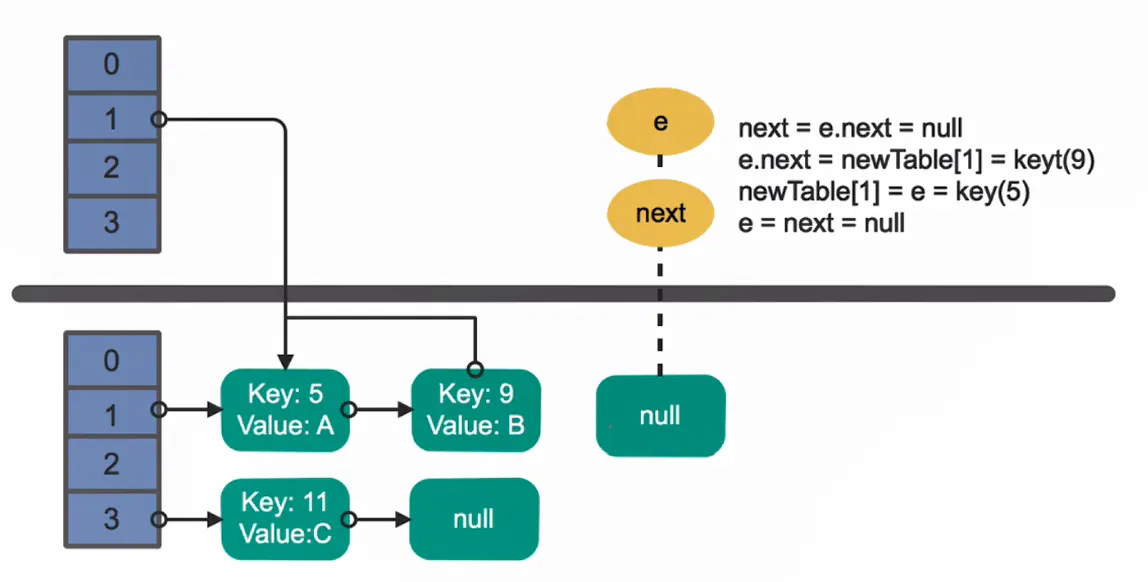 0
1
2
3
e
next
next = e.next = null
e.next = newTable[1] = keyt(9)
newTable[1] = e = key(5)
e = next = null
0
1
2
3
Key: 5
Value: A
Key: 9
Value: B
null
Key: 11
Value:C
null